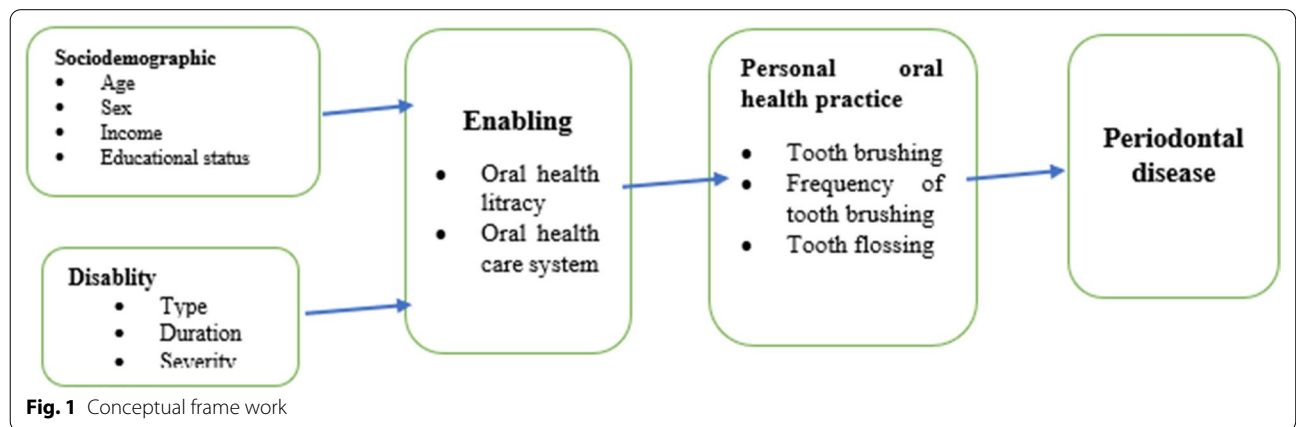 Sociodemographic
• Age
• Sex
• Income
• Educational status
Disablity
• Type
• Duration
• Severity
Enabling
• Oral health
litracy
• Oral health
care system
Personal oral
health practice
• Tooth brushing
• Frequency of
tooth brushing
• Tooth flossing
Periodontal
disease
Fig. 1 Conceptual frame work